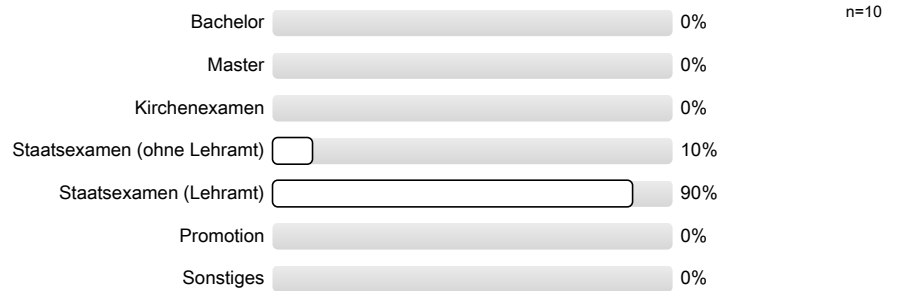 Bachelor 0% n=10
Master 0%
Kirchenexamen 0%
Staatsexamen (ohne Lehramt) 10%
Staatsexamen (Lehramt) 90%
Promotion 0%
Sonstiges 0%